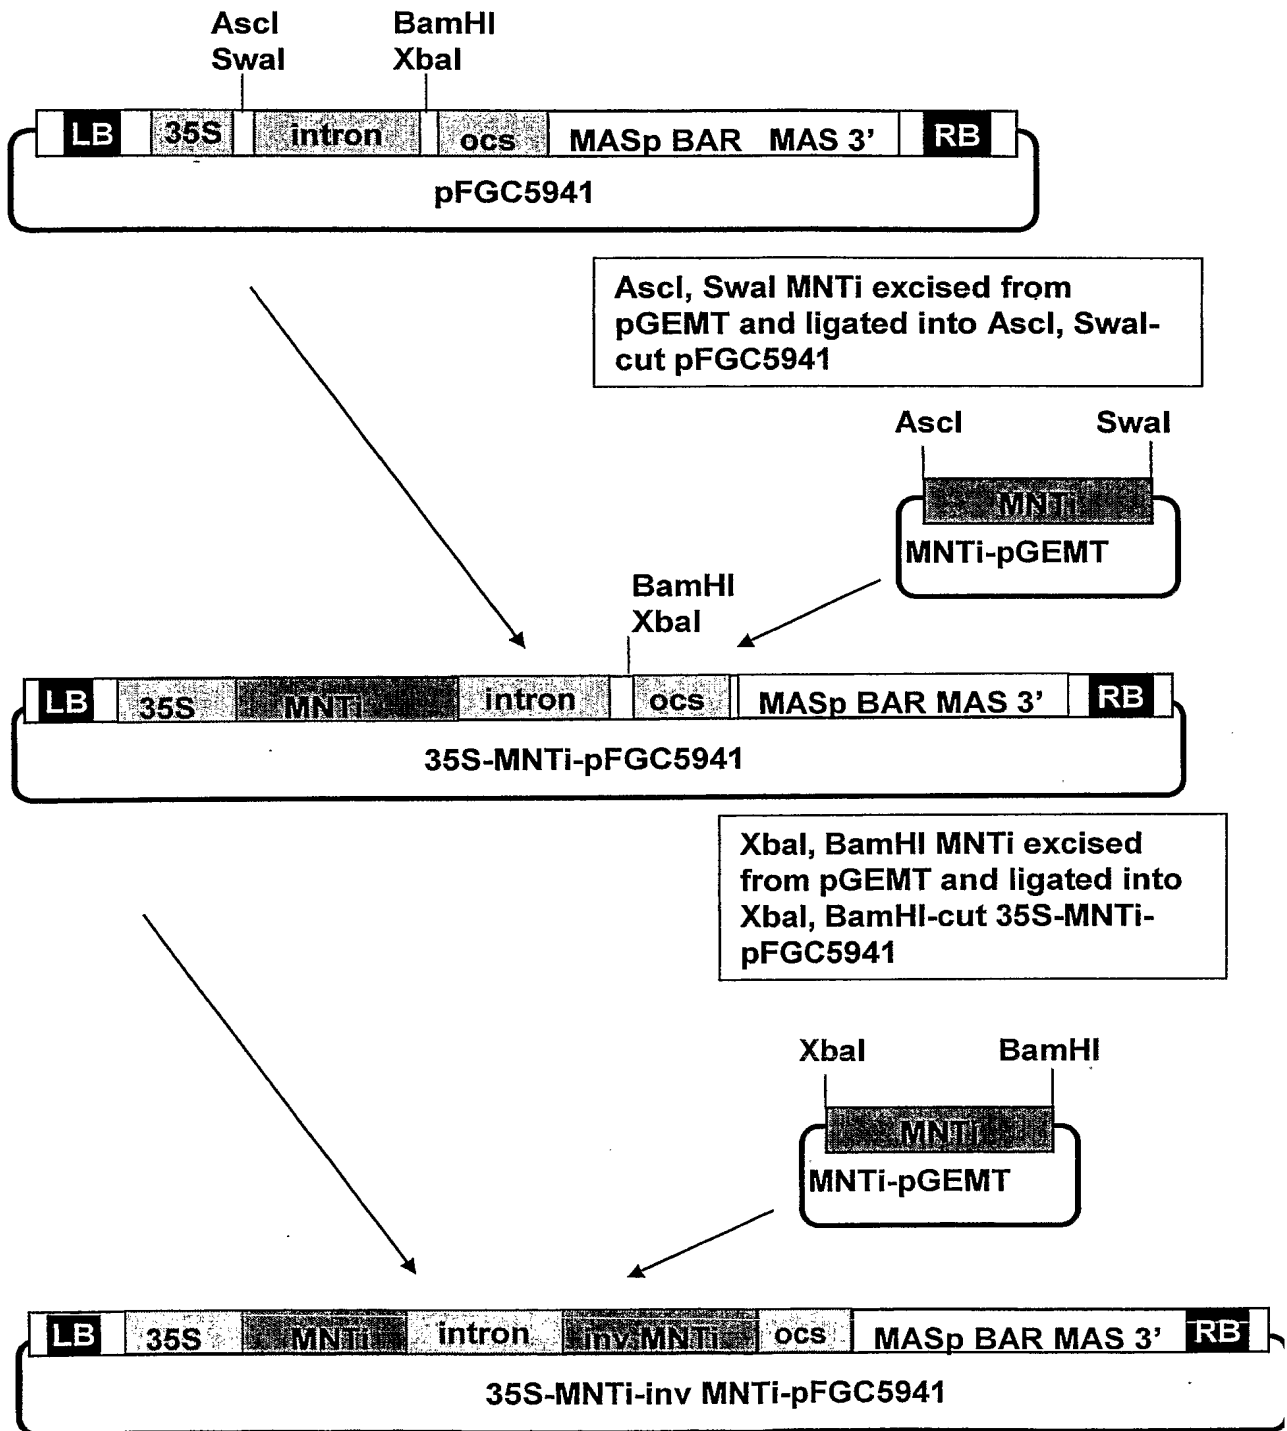 AscI BamHI
SwaI XbaI
LB 35S intron ocs MASp BAR MAS 3’ RB
pFGC5941
AscI, SwaI MNTi excised from
pGEMT and ligated into AscI, SwaI-
cut pFGC5941
AscI SwaI
MNTi
MNTi-pGEMT
BamHI
XbaI
LB 35S MNTi intron ocs MASp BAR MAS 3’ RB
35S-MNTi-pFGC5941
XbaI, BamHI MNTi excised
from pGEMT and ligated into
XbaI, BamHI-cut 35S-MNTi-
pFGC5941
XbaI BamHI
MNTi
MNTi-pGEMT
LB 35S MNTi intron inv MNTi ocs MASp BAR MAS 3’ RB
35S-MNTi-inv MNTi-pFGC5941